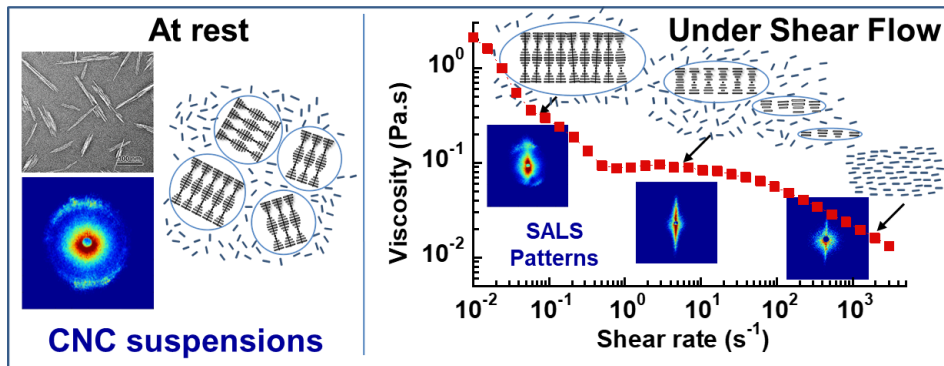 At rest
CNC suspensions
Under Shear Flow
Viscosity (Pa.s)
10⁰
10⁻¹
10⁻²
SALS
Patterns
10⁻² 10⁻¹ 10⁰ 10¹ 10² 10³
Shear rate (s⁻¹)